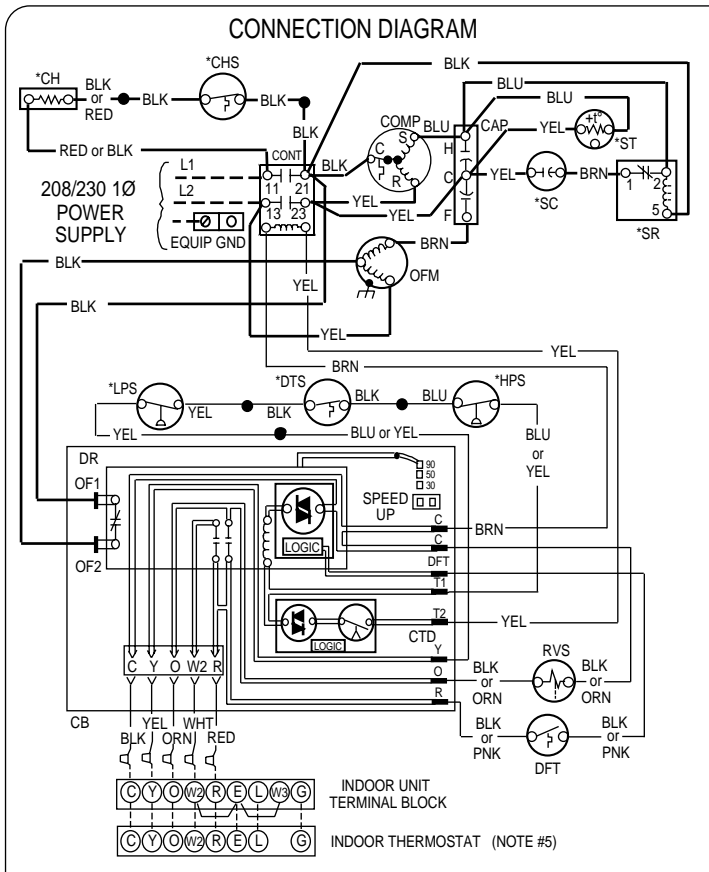 CONNECTION DIAGRAM
*CH
BLK or RED
BLK
*CHS
BLK
BLK
BLK
BLU
BLU
COMP
BLU
CAP
YEL
+t°
*ST
RED or BLK
CONT
BLK
S
C
R
H
C
F
YEL
*SC
BRN
1
2
5
*SR
L1
L2
11
21
13
23
208/230 1Ø
POWER
SUPPLY
EQUIP GND
YEL
YEL
BRN
OFM
BLK
BLK
YEL
YEL
YEL
BRN
*LPS
YEL
*DTS
BLK
BLK
BLU
*HPS
YEL
BLU or YEL
BLU
or
YEL
DR
OF1
OF2
90
50
30
SPEED
UP
LOGIC
C
BRN
C
DFT
T1
T2
YEL
CTD
LOGIC
Y
O
R
C Y O W2 R
BLK
or
ORN
RVS
BLK
or
ORN
BLK
or
PNK
DFT
BLK
or
PNK
CB
YEL WHT
BLK ORN RED
C Y O W2 R E L W3 G
INDOOR UNIT
TERMINAL BLOCK
C Y O W2 R E L G
INDOOR THERMOSTAT (NOTE #5)